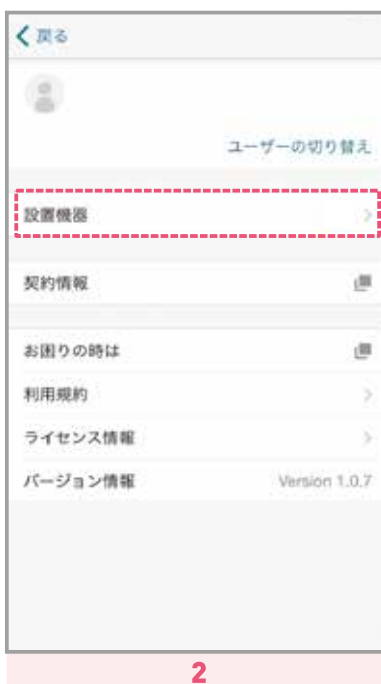 戻る
ユーザーの切り替え
設置機器
契約情報
お困りの時は
利用規約
ライセンス情報
バージョン情報 Version 1.0.7
2